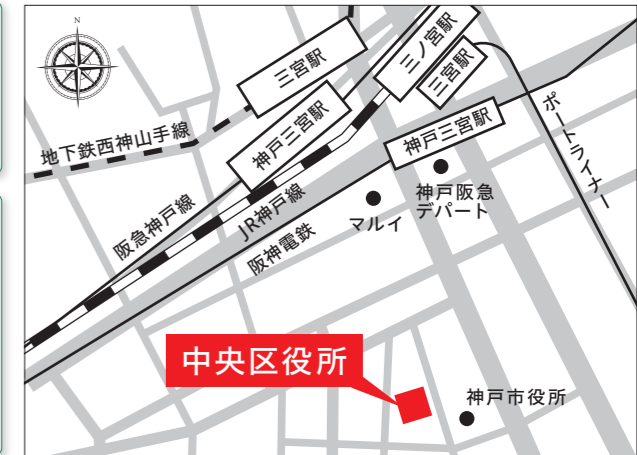 N
三宮駅
三ノ宮駅
三宮駅
地下鉄西神山手線
神戸三宮駅
神戸三宮駅
ポートライナー
阪急神戸線
JR神戸線
阪神電鉄
マルイ
神戸阪急
デパート
中央区役所
神戸市役所